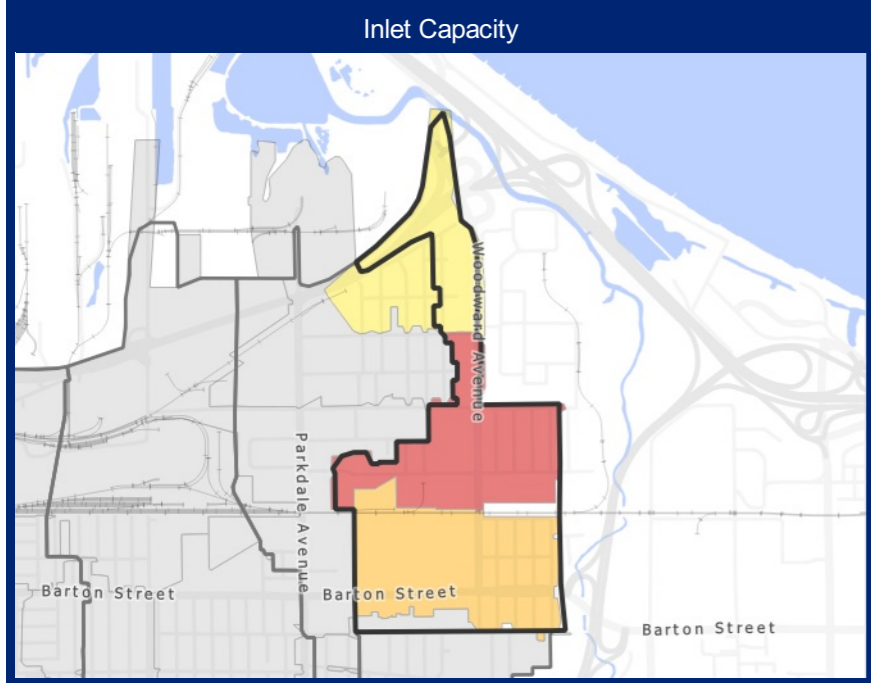 Inlet Capacity
Woodward Avenue
Parkdale Avenue
Barton Street
Barton Street
Barton Street